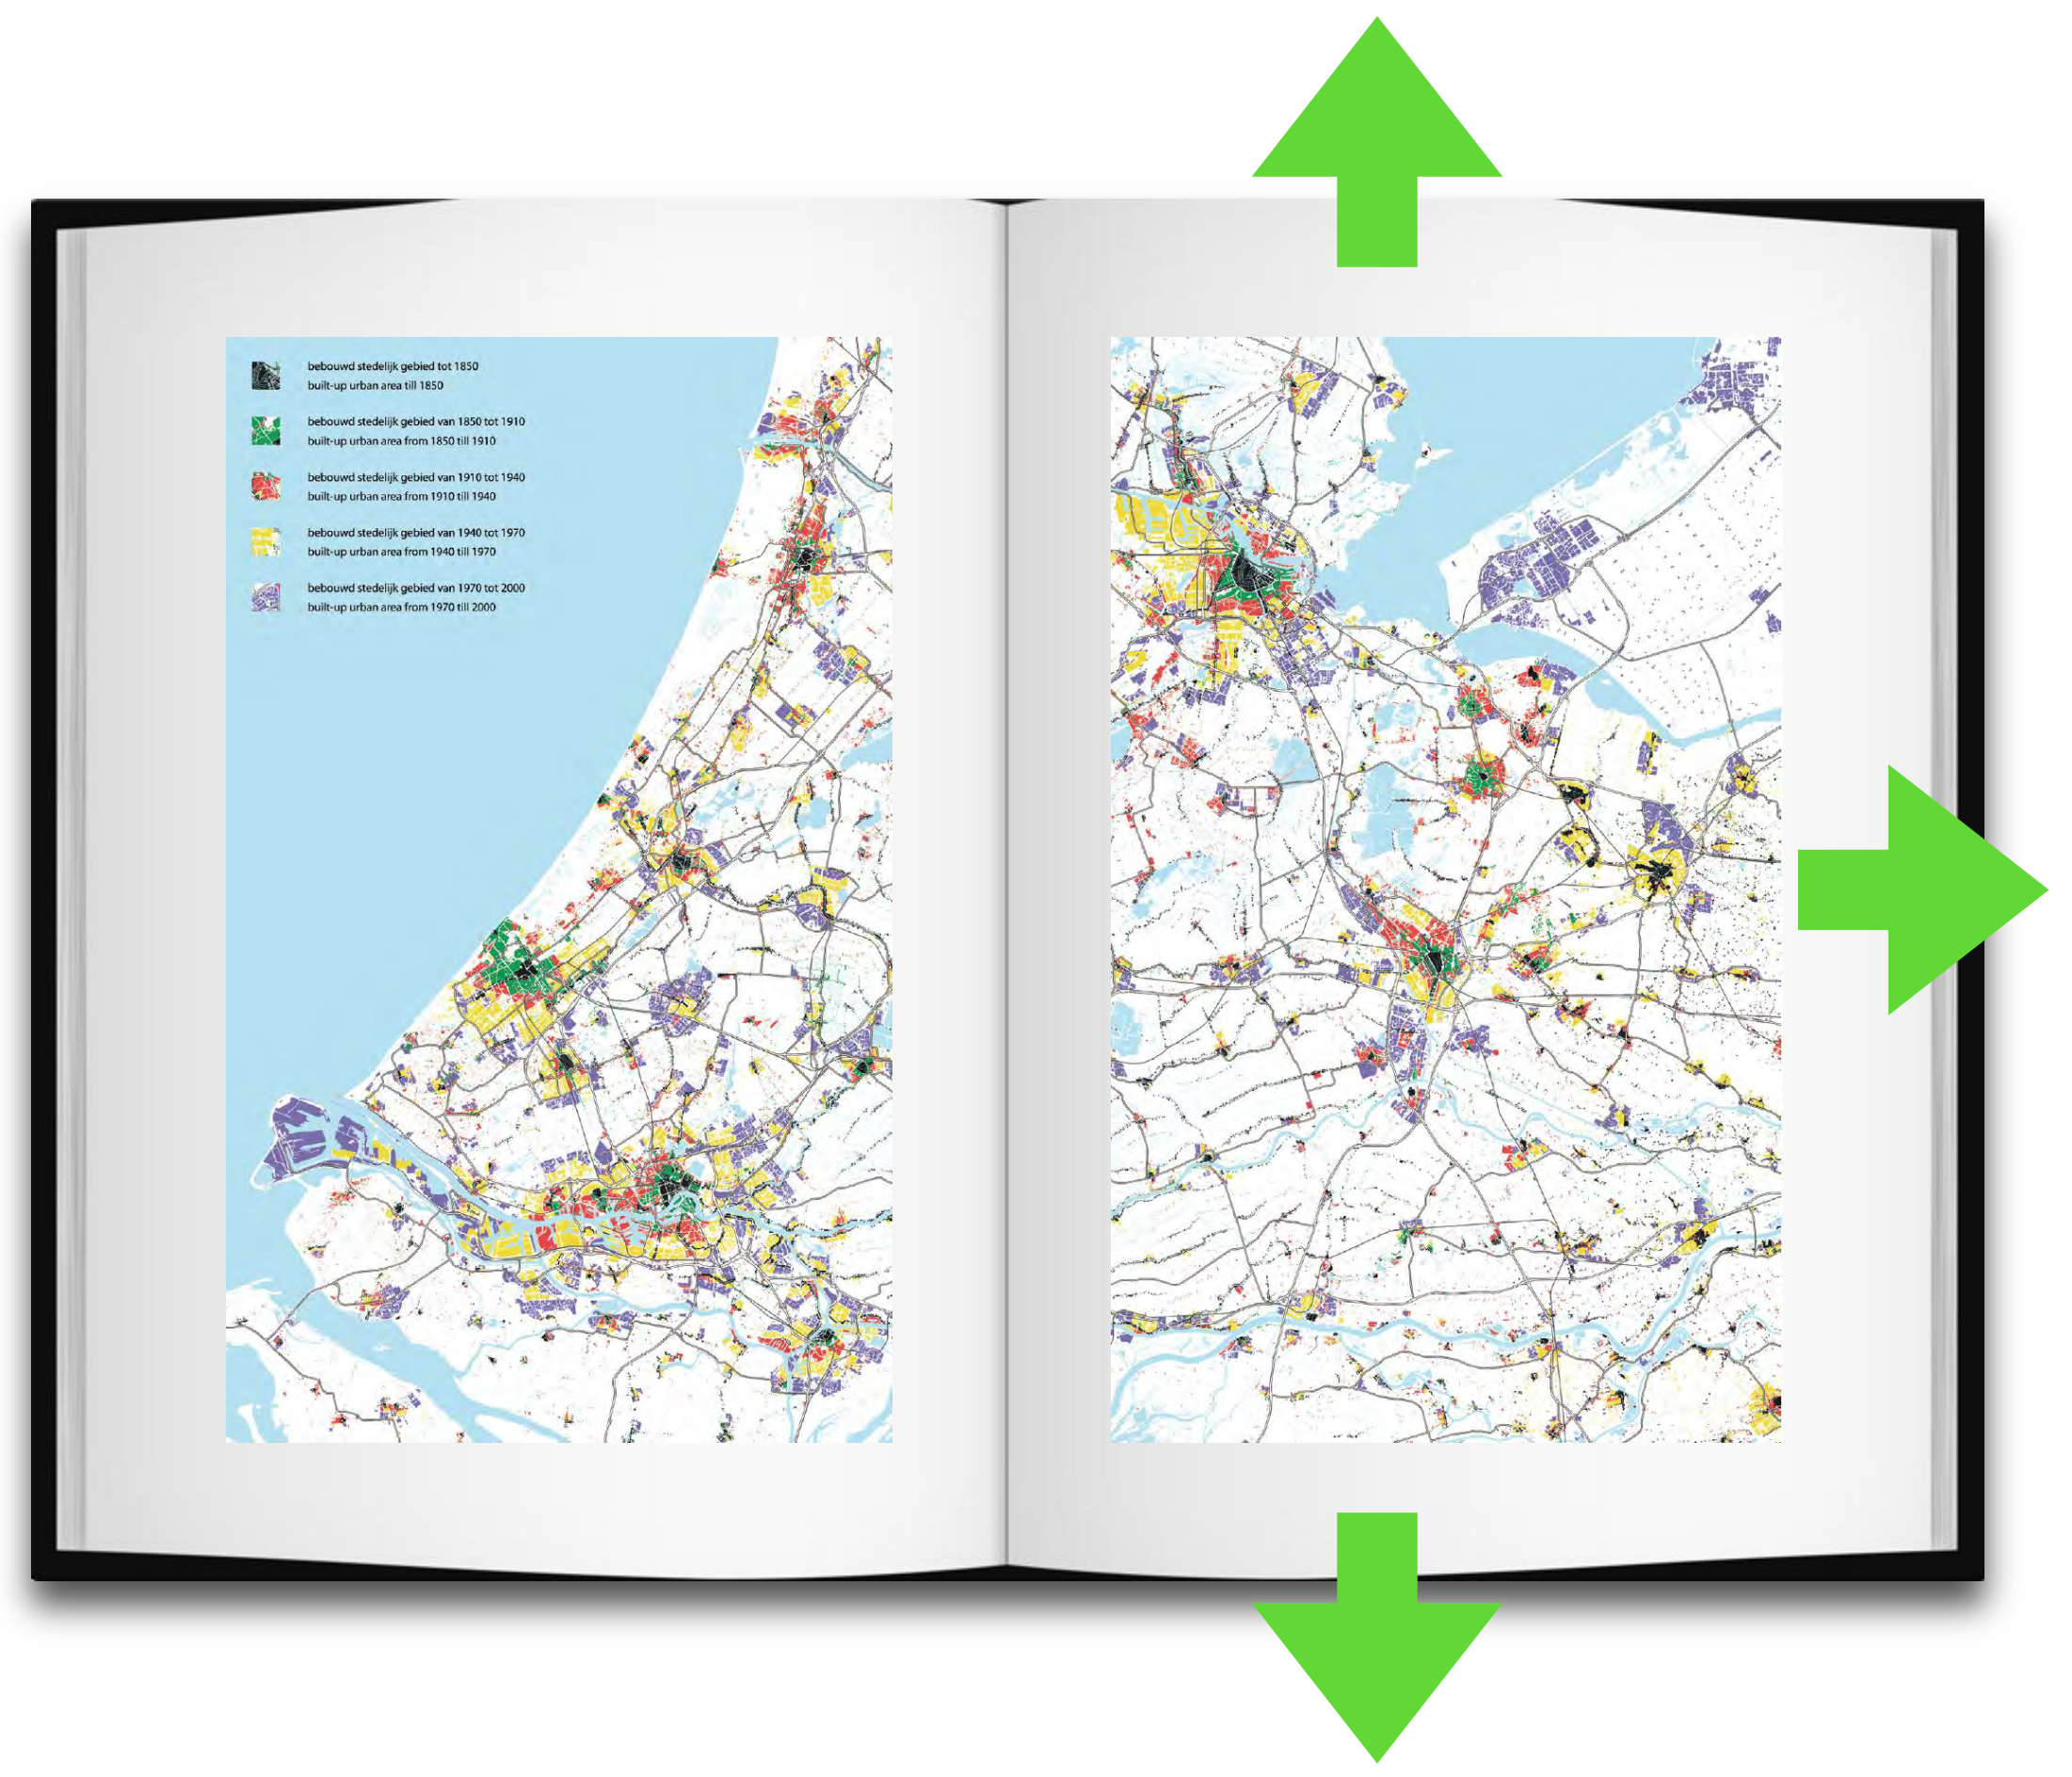 bebouwd stedelijk gebied tot 1850
built-up urban area till 1850
bebouwd stedelijk gebied van 1850 tot 1910
built-up urban area from 1850 till 1910
bebouwd stedelijk gebied van 1910 tot 1940
built-up urban area from 1910 till 1940
bebouwd stedelijk gebied van 1940 tot 1970
built-up urban area from 1940 till 1970
bebouwd stedelijk gebied van 1970 tot 2000
built-up urban area from 1970 till 2000